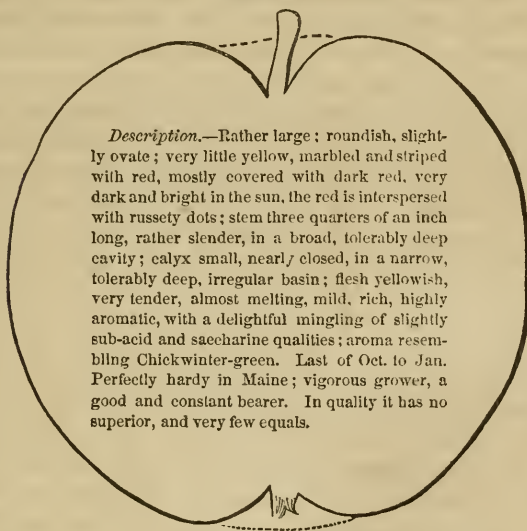 Description.—Rather large; roundish, slight-
ly ovate; very little yellow, marbled and striped
with red, mostly covered with dark red, very
dark and bright in the sun, the red is interspersed
with russety dots; stem three quarters of an inch
long, rather slender, in a broad, tolerably deep
cavity; calyx small, nearly closed, in a narrow,
tolerably deep, irregular basin; flesh yellowish,
very tender, almost melting, mild, rich, highly
aromatic, with a delightful mingling of slightly
sub-acid and saccharine qualities; aroma resem-
bling Chickwinter-green. Last of Oct. to Jan.
Perfectly hardy in Maine; vigorous grower, a
good and constant bearer. In quality it has no
superior, and very few equals.